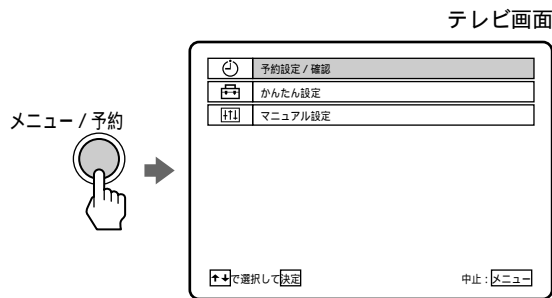 テレビ画面
メニュー / 予約
予約設定 / 確認
かんたん設定
マニュアル設定
↑↓で選択して決定
中止 : メニュー